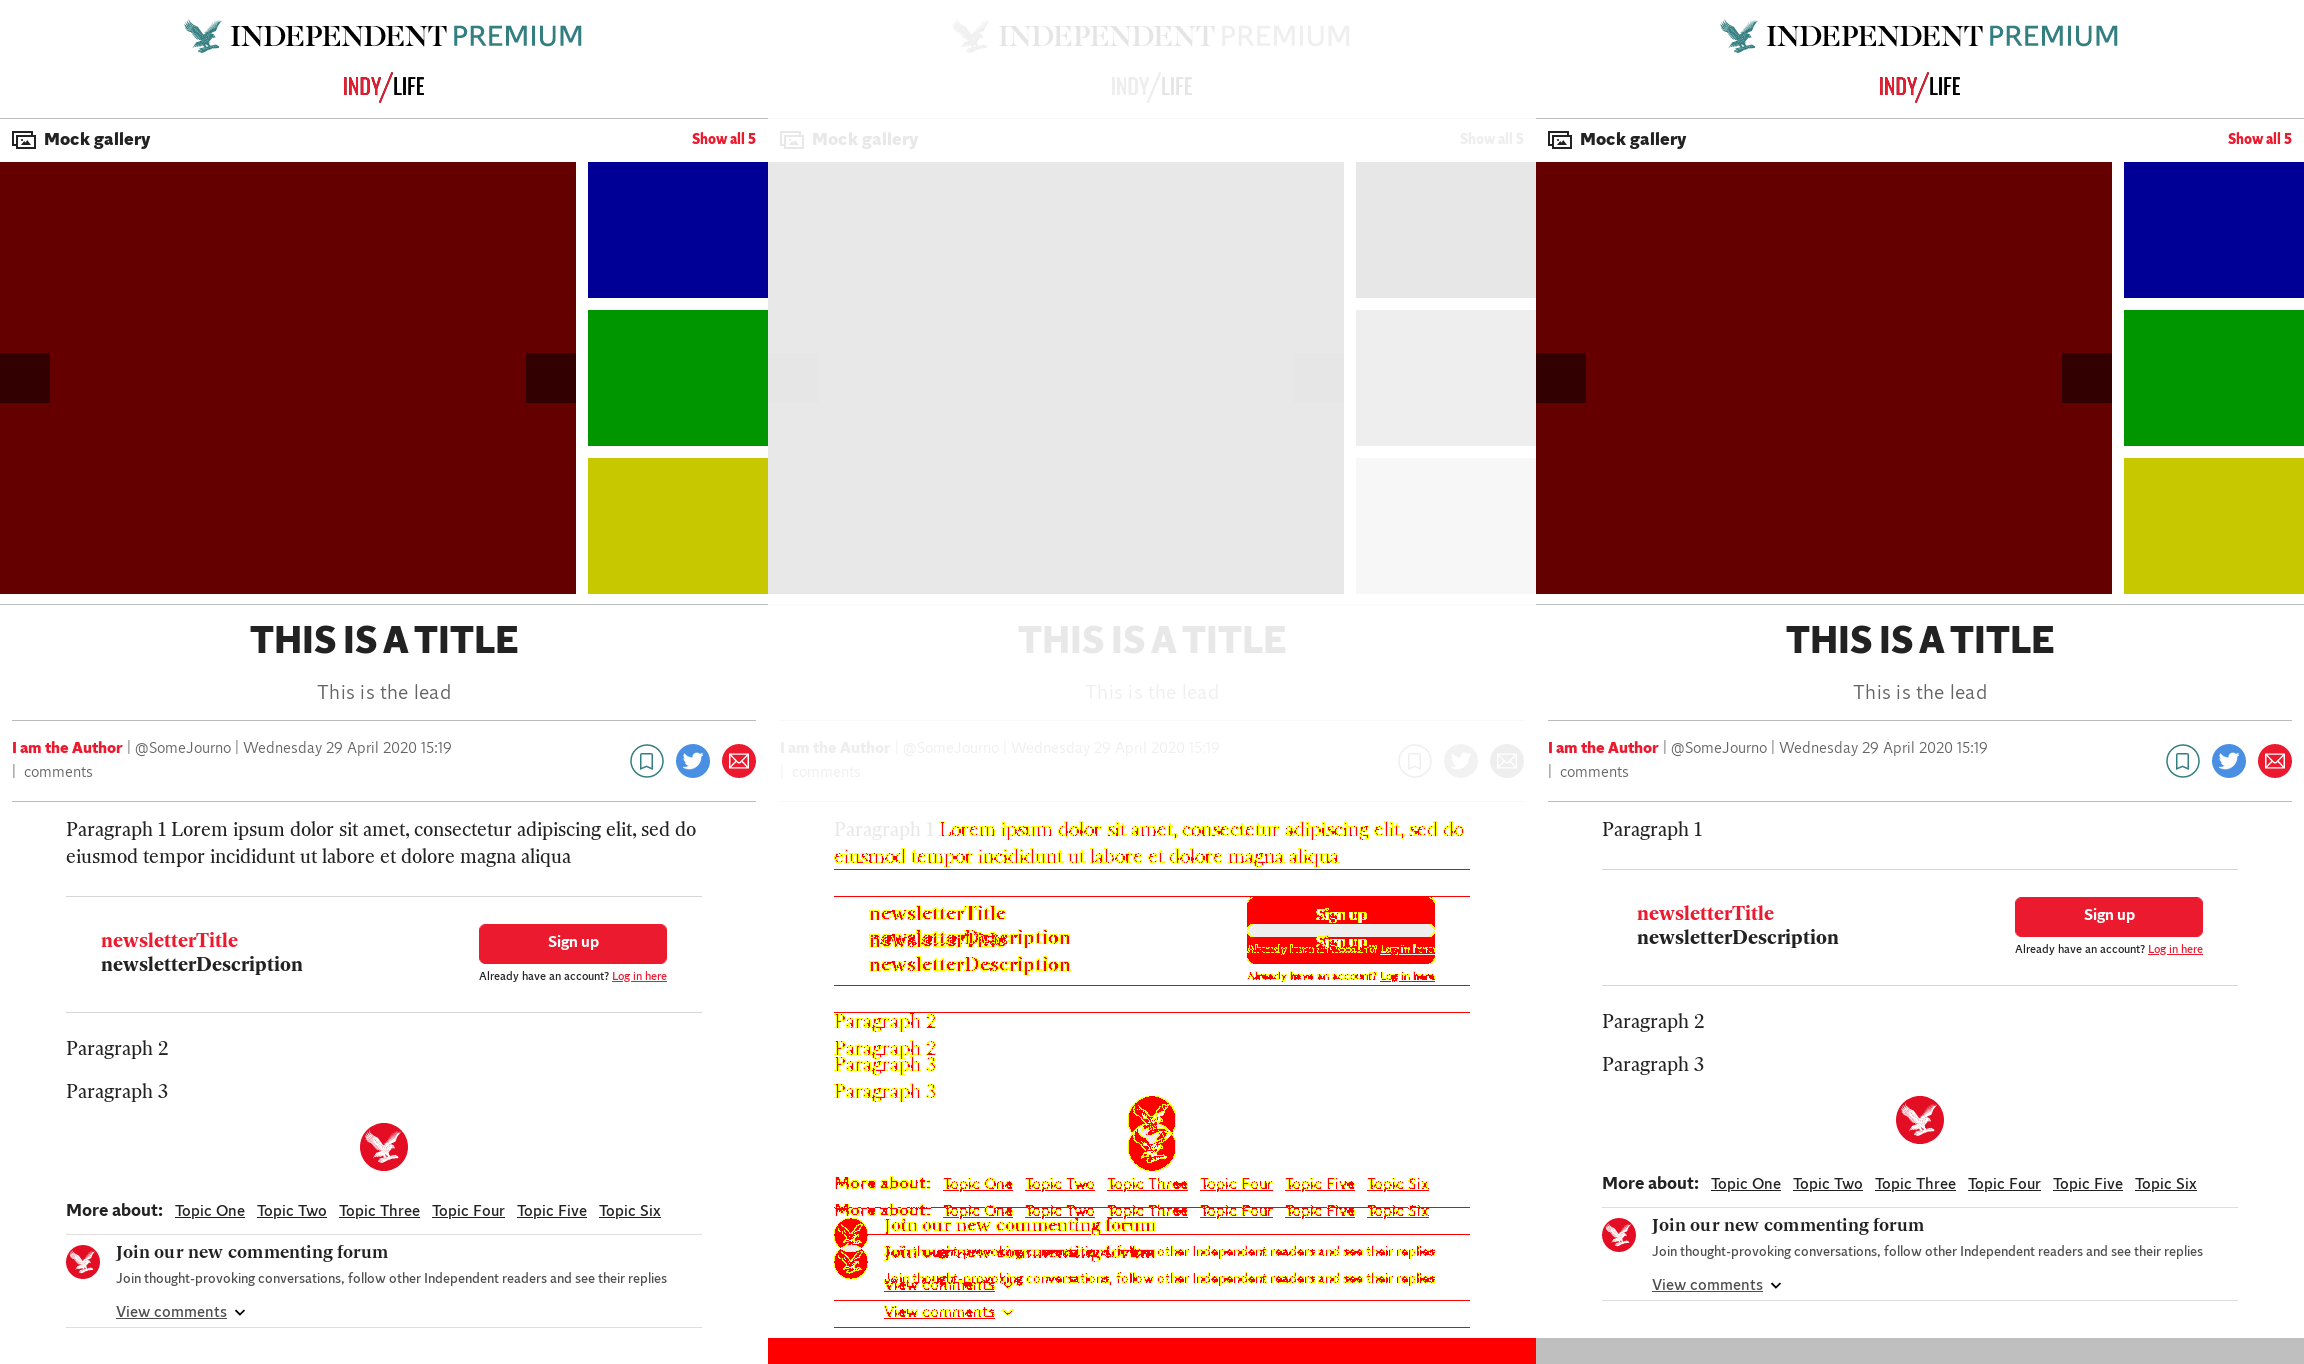 INDEPENDENT PREMIUM
INDY/LIFE
Mock gallery
Show all 5
THIS IS A TITLE
This is the lead
I am the Author | @SomeJourno | Wednesday 29 April 2020 15:19
| comments
Paragraph 1 Lorem ipsum dolor sit amet, consectetur adipiscing elit, sed do
eiusmod tempor incididunt ut labore et dolore magna aliqua
newsletterTitle
newsletterDescription
Sign up
Already have an account? Log in here
Paragraph 2
Paragraph 3
More about: Topic One Topic Two Topic Three Topic Four Topic Five Topic Six
Join our new commenting forum
Join thought-provoking conversations, follow other Independent readers and see their replies
View comments
INDEPENDENT PREMIUM
INDY/LIFE
Mock gallery
Show all 5
THIS IS A TITLE
This is the lead
I am the Author | @SomeJourno | Wednesday 29 April 2020 15:19
| comments
Paragraph 1 Lorem ipsum dolor sit amet, consectetur adipiscing elit, sed do
eiusmod tempor incididunt ut labore et dolore magna aliqua
newsletterTitle
newsletterDescription
newsletterTitle
newsletterDescription
Sign up
Sign up
Already have an account? Log in here
Already have an account? Log in here
Paragraph 2
Paragraph 2
Paragraph 3
Paragraph 3
More about: Topic One Topic Two Topic Three Topic Four Topic Five Topic Six
More about: Topic One Topic Two Topic Three Topic Four Topic Five Topic Six
Join our new commenting forum
Join our new commenting forum
Join thought-provoking conversations, follow other Independent readers and see their replies
Join thought-provoking conversations, follow other Independent readers and see their replies
View comments
View comments
INDEPENDENT PREMIUM
INDY/LIFE
Mock gallery
Show all 5
THIS IS A TITLE
This is the lead
I am the Author | @SomeJourno | Wednesday 29 April 2020 15:19
| comments
Paragraph 1
newsletterTitle
newsletterDescription
Sign up
Already have an account? Log in here
Paragraph 2
Paragraph 3
More about: Topic One Topic Two Topic Three Topic Four Topic Five Topic Six
Join our new commenting forum
Join thought-provoking conversations, follow other Independent readers and see their replies
View comments